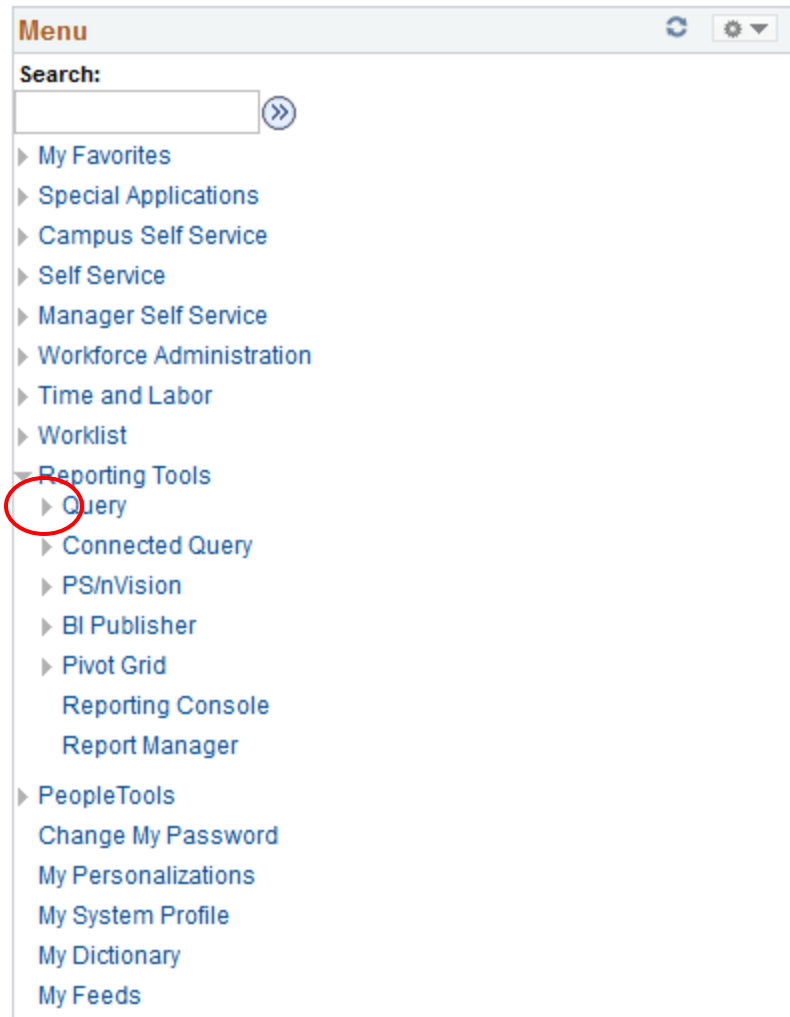 Menu
Search:
My Favorites
Special Applications
Campus Self Service
Self Service
Manager Self Service
Workforce Administration
Time and Labor
Worklist
Reporting Tools
Query
Connected Query
PS/nVision
BI Publisher
Pivot Grid
Reporting Console
Report Manager
PeopleTools
Change My Password
My Personalizations
My System Profile
My Dictionary
My Feeds